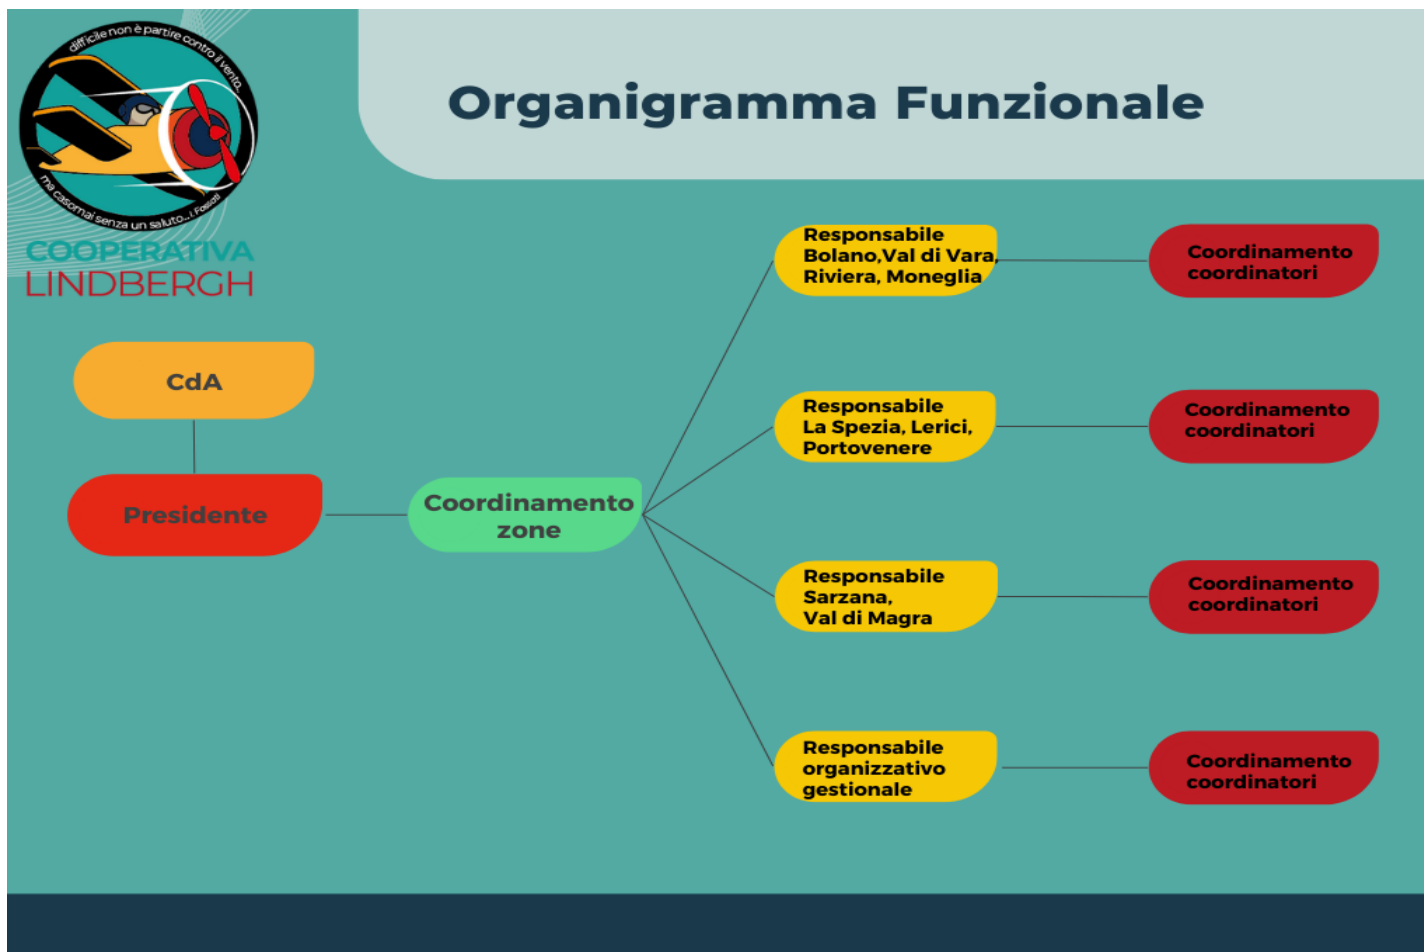 difficile non è partire contro il vento...
ma casomai senza un saluto... I. Fossati
COOPERATIVA
LINDBERGH
Organigramma Funzionale
CdA
Presidente
Coordinamento
zone
Responsabile
Bolano,Val di Vara,
Riviera, Moneglia
Coordinamento
coordinatori
Responsabile
La Spezia, Lerici,
Portovenere
Coordinamento
coordinatori
Responsabile
Sarzana,
Val di Magra
Coordinamento
coordinatori
Responsabile
organizzativo
gestionale
Coordinamento
coordinatori